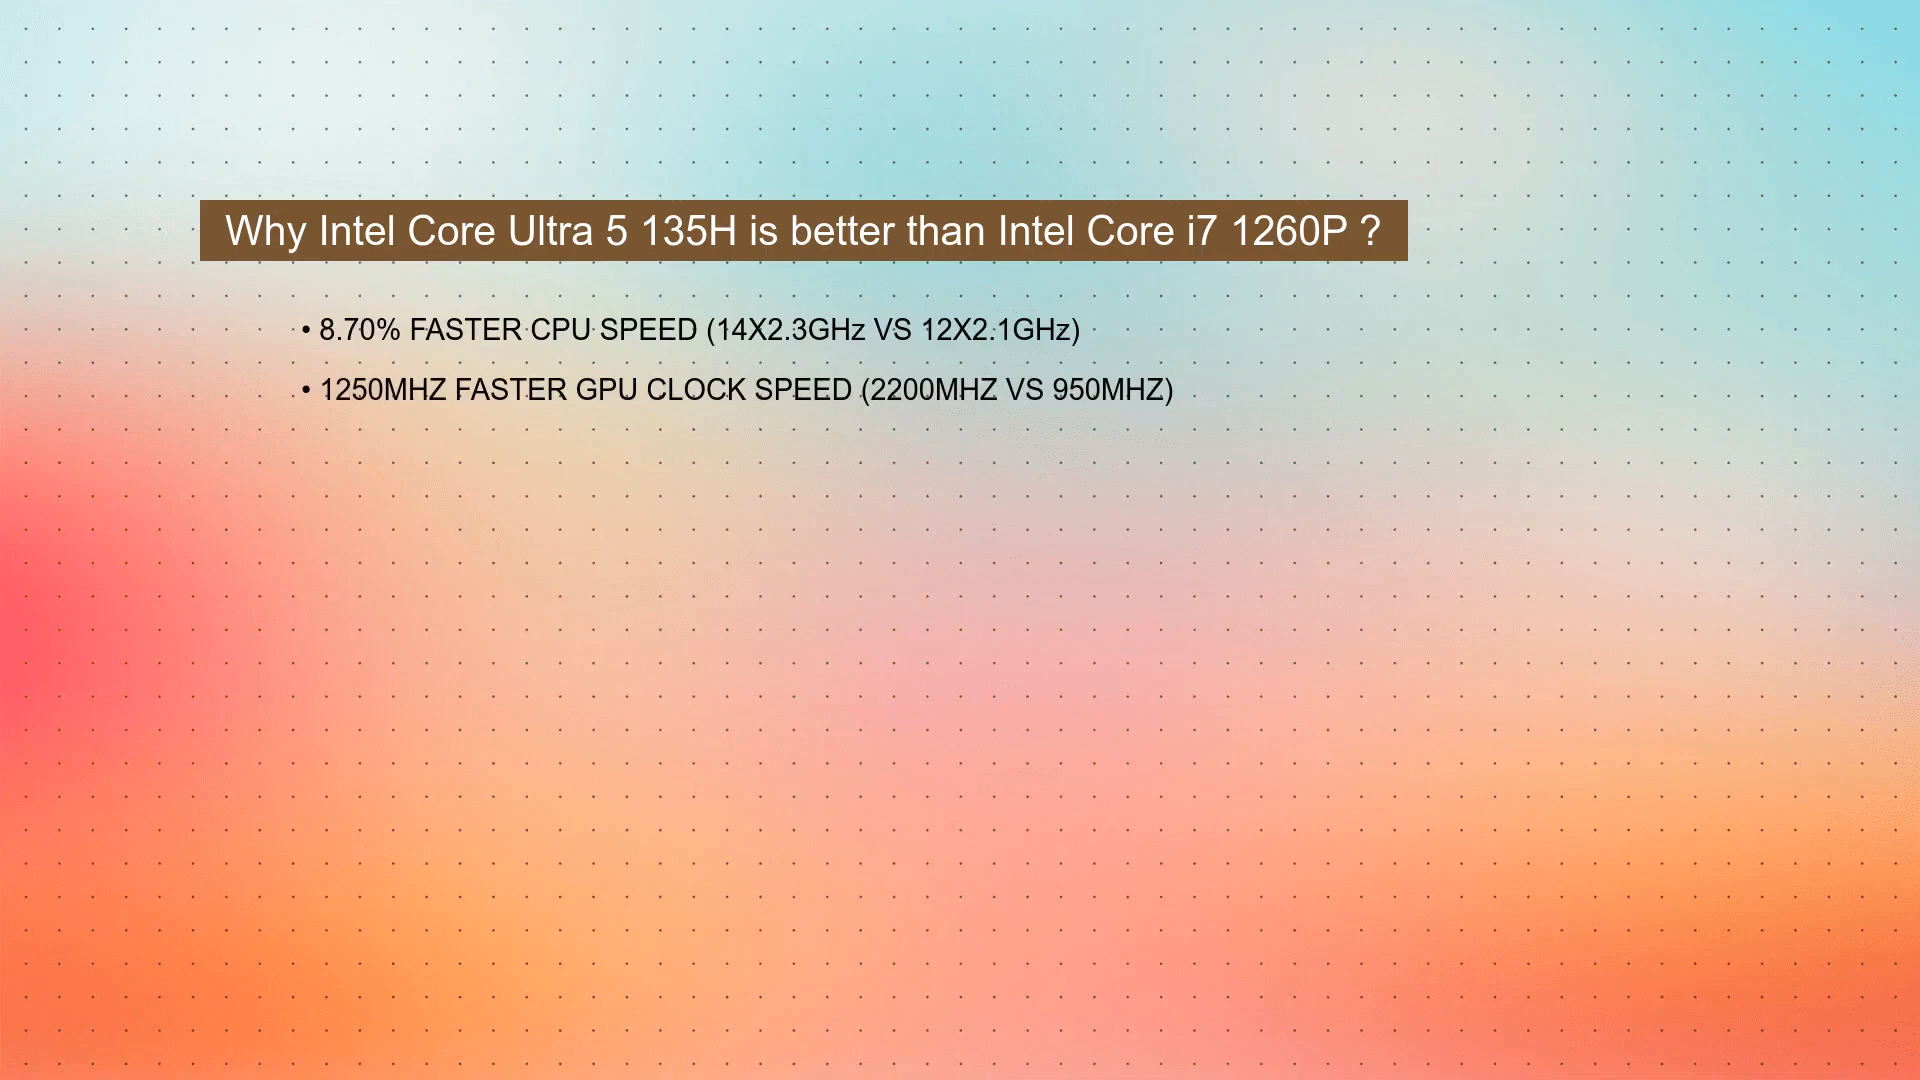 Why Intel Core Ultra 5 135H is better than Intel Core i7 1260P ?
• 8.70% FASTER CPU SPEED (14X2.3GHz VS 12X2.1GHz)
• 1250MHZ FASTER GPU CLOCK SPEED (2200MHZ VS 950MHZ)